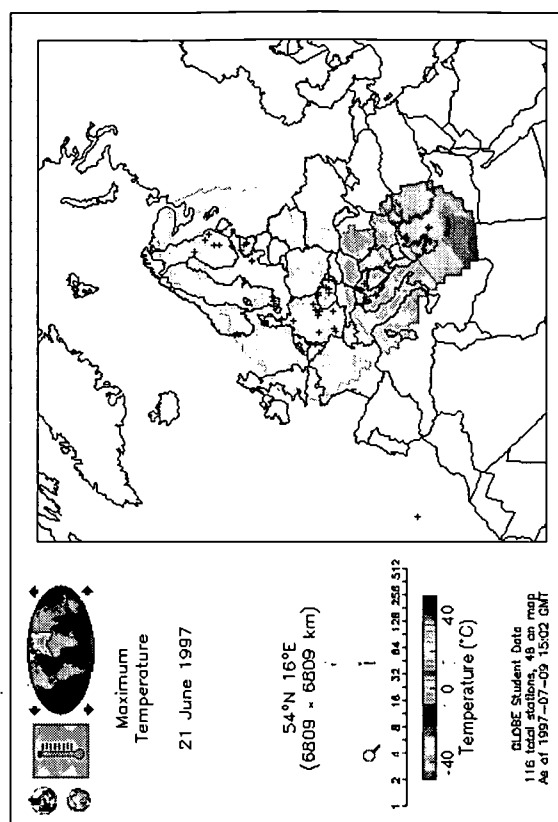 Maximum
Temperature
21 June 1997
54°N 16°E
(6809 × 6809 km)
1 2 4 8 16 32 64 128 256 512
-40 0 40
Temperature (°C)
GLOBE Student Data
116 total stations, 48 on map
As of 1997-07-09 15:02 GMT